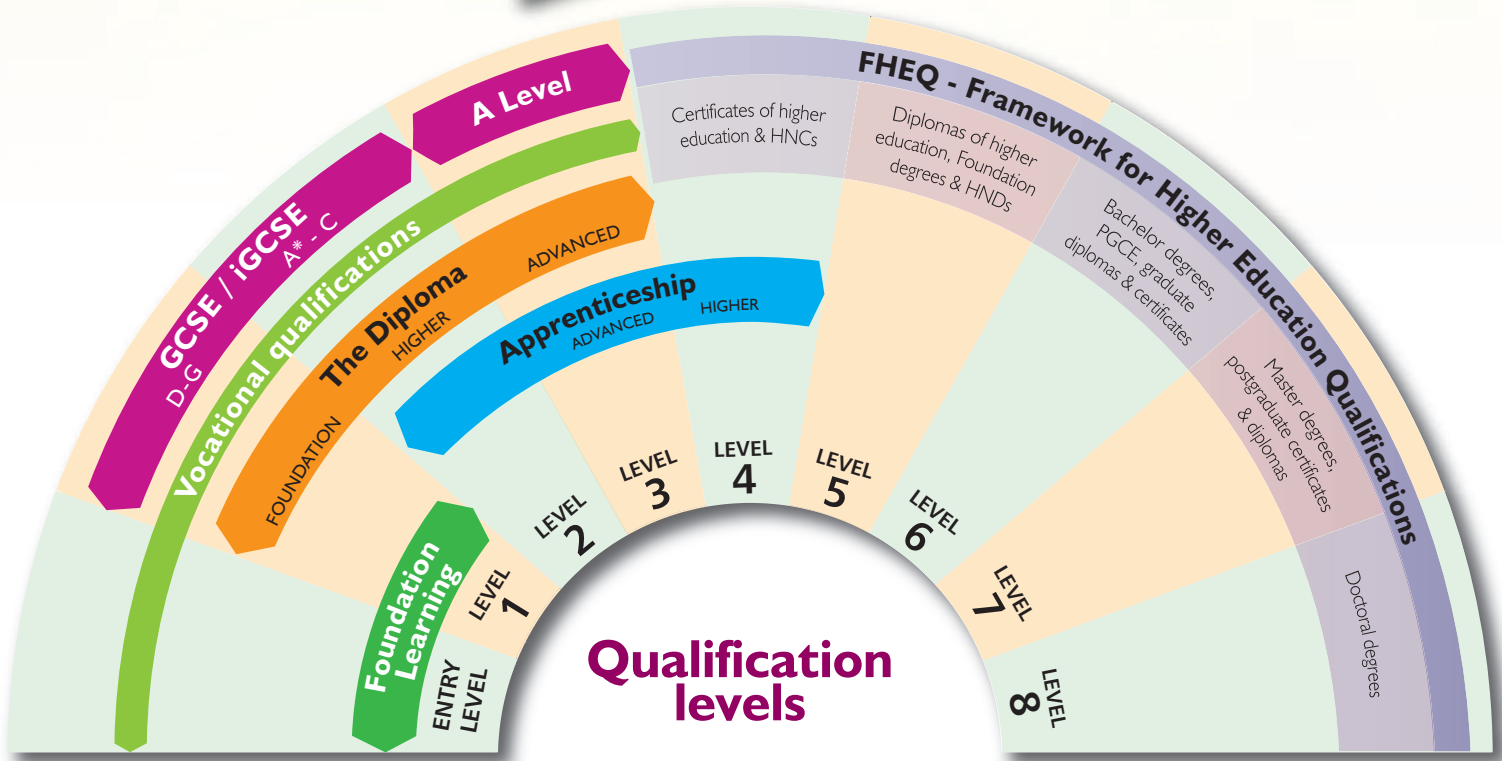 GCSE / iGCSE
D-G
A* - C
A Level
Vocational qualifications
The Diploma
FOUNDATION
HIGHER
ADVANCED
Apprenticeship
ADVANCED
HIGHER
Foundation
Learning
FHEQ - Framework for Higher Education Qualifications
Certificates of higher
education & HNCs
Diplomas of higher
education, Foundation
degrees & HNDs
Bachelor degrees,
PGCE, graduate
diplomas & certificates
Master degrees,
postgraduate certificates
& diplomas
Doctoral degrees
ENTRY
LEVEL
LEVEL
1
LEVEL
2
LEVEL
3
LEVEL
4
LEVEL
5
LEVEL
6
LEVEL
7
LEVEL
8
Qualification
levels